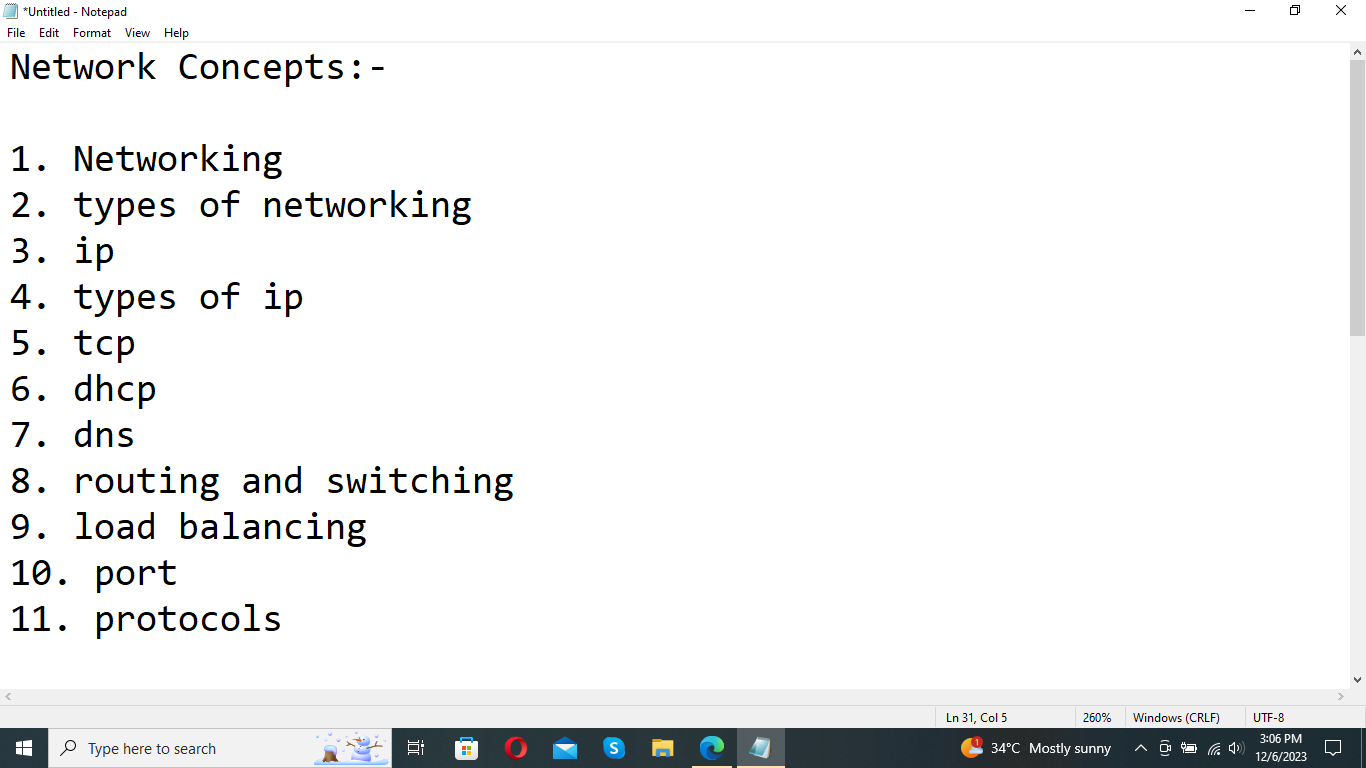 *Untitled - Notepad
File Edit Format View Help
Network Concepts:-
1. Networking
2. types of networking
3. ip
4. types of ip
5. tcp
6. dhcp
7. dns
8. routing and switching
9. load balancing
10. port
11. protocols
Ln 31, Col 5 260% Windows (CRLF) UTF-8
Type here to search
1 34°C Mostly sunny
3:06 PM
12/6/2023